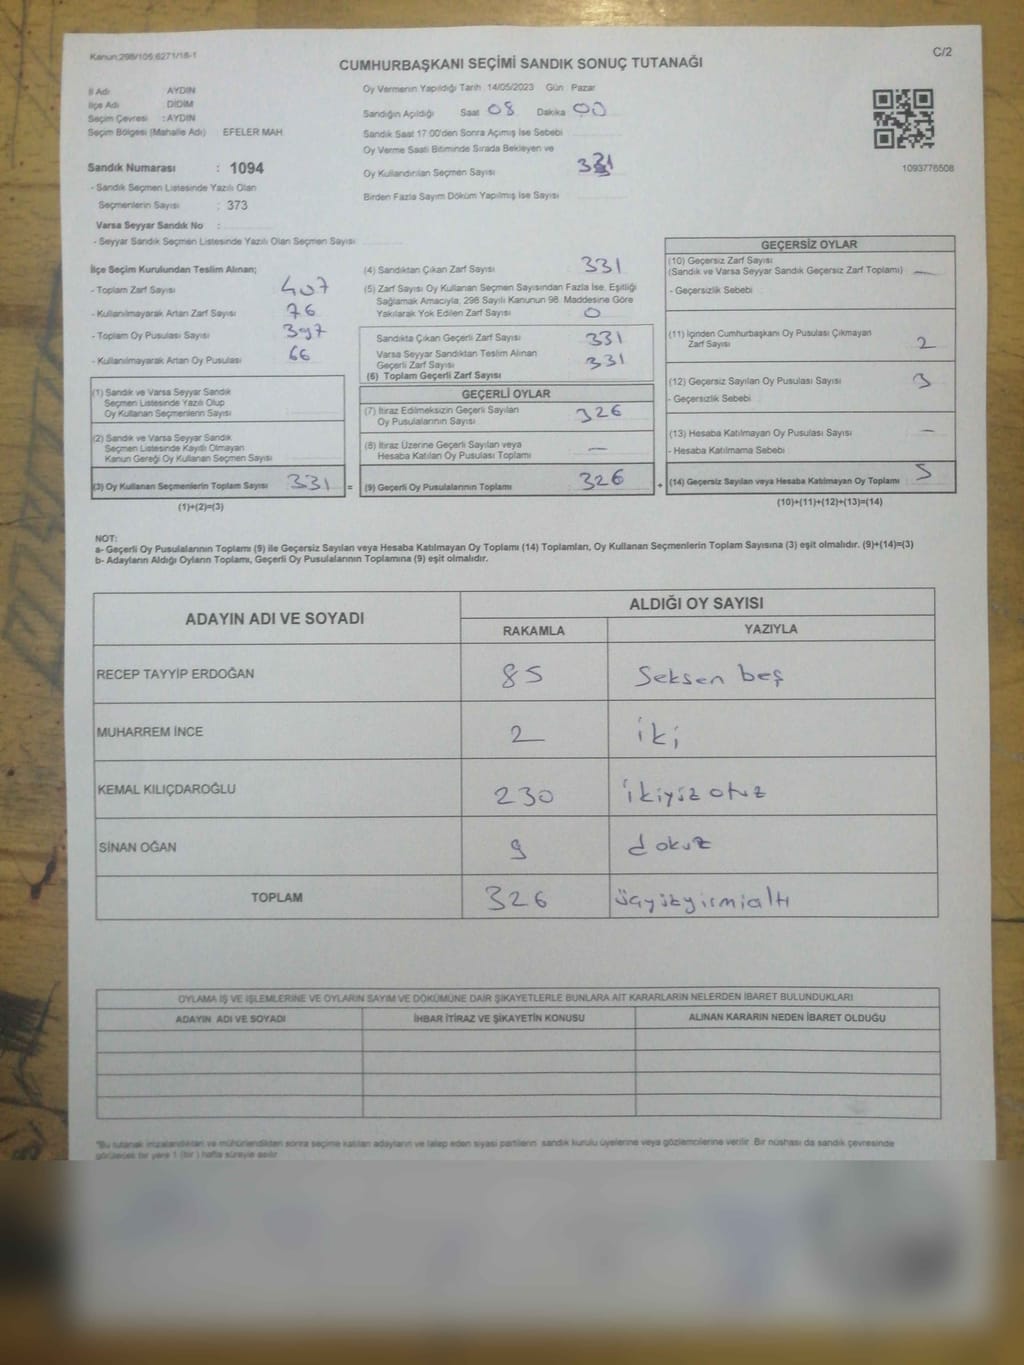 Kanun:298/105,6271/18-1
C/2
CUMHURBAŞKANI SEÇİMİ SANDIK SONUÇ TUTANAĞI
İl Adı AYDIN
İlçe Adı DİDİM
Seçim Çevresi : AYDIN
Seçim Bölgesi (Mahalle Adı) EFELER MAH
Sandık Numarası : 1094
- Sandık Seçmen Listesinde Yazılı Olan
Seçmenlerin Sayısı : 373
Varsa Seyyar Sandık No :
- Seyyar Sandık Seçmen Listesinde Yazılı Olan Seçmen Sayısı
Oy Vermenin Yapıldığı Tarih 14/05/2023 Gün Pazar
Sandığın Açıldığı Saat 08 Dakika 00
Sandık Saat 17:00'den Sonra Açımış İse Sebebi
Oy Verme Saati Bitiminde Sırada Bekleyen ve
Oy Kullandırılan Seçmen Sayısı 331
Birden Fazla Sayım Döküm Yapılmış İse Sayısı
1093776508
İlçe Seçim Kurulundan Teslim Alınan;
- Toplam Zarf Sayısı 407
- Kullanılmayarak Artan Zarf Sayısı 76
- Toplam Oy Pusulası Sayısı 397
- Kullanılmayarak Artan Oy Pusulası 66
(1) Sandık ve Varsa Seyyar Sandık
Seçmen Listesinde Yazılı Olup
Oy Kullanan Seçmenlerin Sayısı
(2) Sandık ve Varsa Seyyar Sandık
Seçmen Listesinde Kayıtlı Olmayan
Kanun Gereği Oy Kullanan Seçmen Sayısı
(3) Oy Kullanan Seçmenlerin Toplam Sayısı 331 =
(1)+(2)=(3)
(4) Sandıktan Çıkan Zarf Sayısı 331
(5) Zarf Sayısı Oy Kullanan Seçmen Sayısından Fazla İse, Eşitliği
Sağlamak Amacıyla, 298 Sayılı Kanunun 98. Maddesine Göre
Yakılarak Yok Edilen Zarf Sayısı 0
Sandıkta Çıkan Geçerli Zarf Sayısı 331
Varsa Seyyar Sandıktan Teslim Alınan
Geçerli Zarf Sayısı 331
(6) Toplam Geçerli Zarf Sayısı
GEÇERLİ OYLAR
(7) İtiraz Edilmeksizin Geçerli Sayılan
Oy Pusulalarının Sayısı 326
(8) İtiraz Üzerine Geçerli Sayılan veya
Hesaba Katılan Oy Pusulası Toplamı —
(9) Geçerli Oy Pusulalarının Toplamı 326 +
GEÇERSİZ OYLAR
(10) Geçersiz Zarf Sayısı
(Sandık ve Varsa Seyyar Sandık Geçersiz Zarf Toplamı) —
- Geçersizlik Sebebi
(11) İçinden Cumhurbaşkanı Oy Pusulası Çıkmayan
Zarf Sayısı 2
(12) Geçersiz Sayılan Oy Pusulası Sayısı 3
- Geçersizlik Sebebi
(13) Hesaba Katılmayan Oy Pusulası Sayısı —
- Hesaba Katılmama Sebebi
(14) Geçersiz Sayılan veya Hesaba Katılmayan Oy Toplamı 5
(10)+(11)+(12)+(13)=(14)
NOT:
a- Geçerli Oy Pusulalarının Toplamı (9) ile Geçersiz Sayılan veya Hesaba Katılmayan Oy Toplamı (14) Toplamları, Oy Kullanan Seçmenlerin Toplam Sayısına (3) eşit olmalıdır. (9)+(14)=(3)
b- Adayların Aldığı Oyların Toplamı, Geçerli Oy Pusulalarının Toplamına (9) eşit olmalıdır.
ADAYIN ADI VE SOYADI ALDIĞI OY SAYISI
RAKAMLA YAZIYLA
RECEP TAYYİP ERDOĞAN 85 Seksen beş
MUHARREM İNCE 2 iki
KEMAL KILIÇDAROĞLU 230 ikiyüz otuz
SİNAN OĞAN 9 dokuz
TOPLAM 326 üçyüzyirmialtı
OYLAMA İŞ VE İŞLEMLERİNE VE OYLARIN SAYIM VE DÖKÜMÜNE DAİR ŞİKAYETLERLE BUNLARA AİT KARARLARIN NELERDEN İBARET BULUNDUKLARI
ADAYIN ADI VE SOYADI İHBAR İTİRAZ VE ŞİKAYETİN KONUSU ALINAN KARARIN NEDEN İBARET OLDUĞU
*Bu tutanak imzalandıktan ve mühürlendikten sonra seçime katılan adayların ve talep eden siyasi partilerin sandık kurulu üyelerine veya gözlemcilerine verilir. Bir nüshası da sandık çevresinde
görülecek bir yere 1 (bir) hafta süreyle asılır.